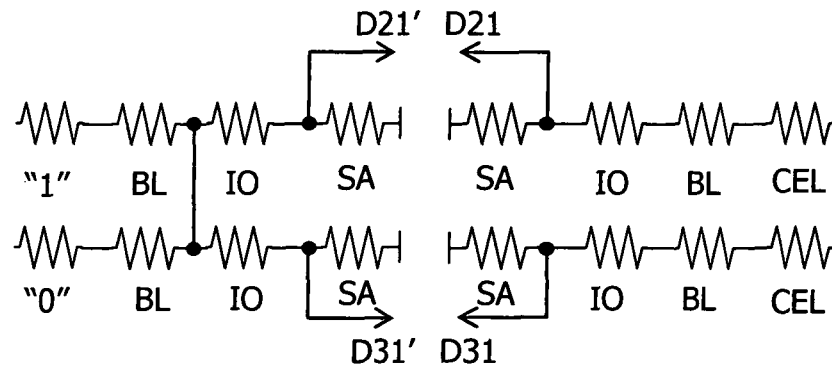 D21′ D21
"1" BL IO SA SA IO BL CEL
"0" BL IO SA SA IO BL CEL
D31′ D31